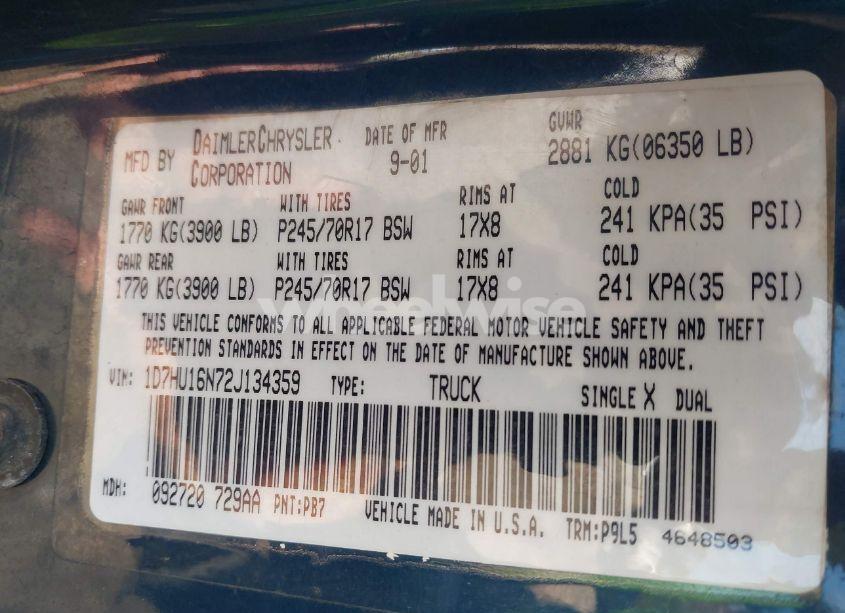 MFD BY DAIMLERCHRYSLER CORPORATION DATE OF MFR 9-01 GVWR 2881 KG(06350 LB)
GAWR FRONT WITH TIRES RIMS AT COLD
1770 KG(3900 LB) P245/70R17 BSW 17X8 241 KPA(35 PSI)
GAWR REAR WITH TIRES RIMS AT COLD
1770 KG(3900 LB) P245/70R17 BSW 17X8 241 KPA(35 PSI)
wheelwise
THIS VEHICLE CONFORMS TO ALL APPLICABLE FEDERAL MOTOR VEHICLE SAFETY AND THEFT
PREVENTION STANDARDS IN EFFECT ON THE DATE OF MANUFACTURE SHOWN ABOVE.
VIN: 1D7HU16N72J134359 TYPE: TRUCK SINGLE X DUAL
MDH: 092720 729AA PNT:PB7 VEHICLE MADE IN U.S.A. TRM:P9L5 4648503